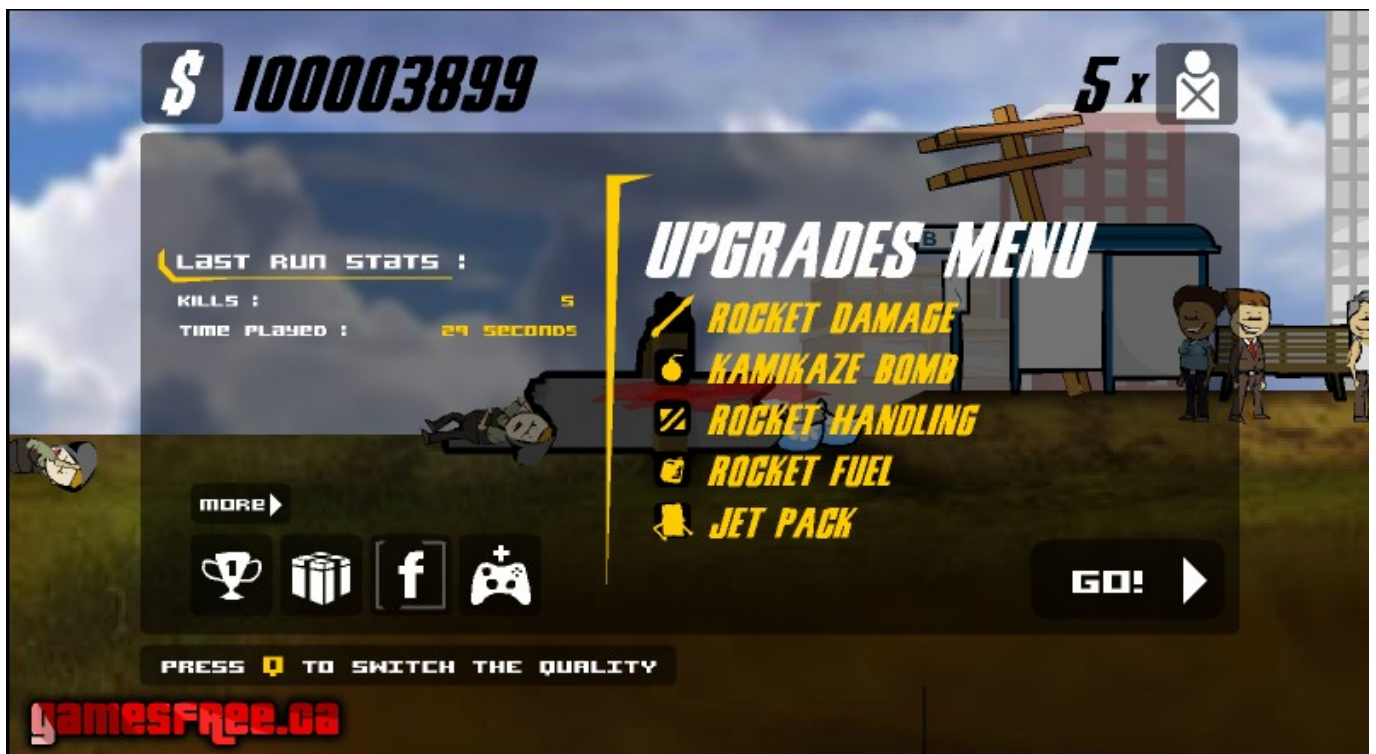 $ 100003899
5 x
LAST RUN STATS :
KILLS : 5
TIME PLAYED : 29 SECONDS
UPGRADES MENU
ROCKET DAMAGE
KAMIKAZE BOMB
ROCKET HANDLING
ROCKET FUEL
JET PACK
MORE
1
f
GO!
PRESS Q TO SWITCH THE QUALITY
gamesfree.ca